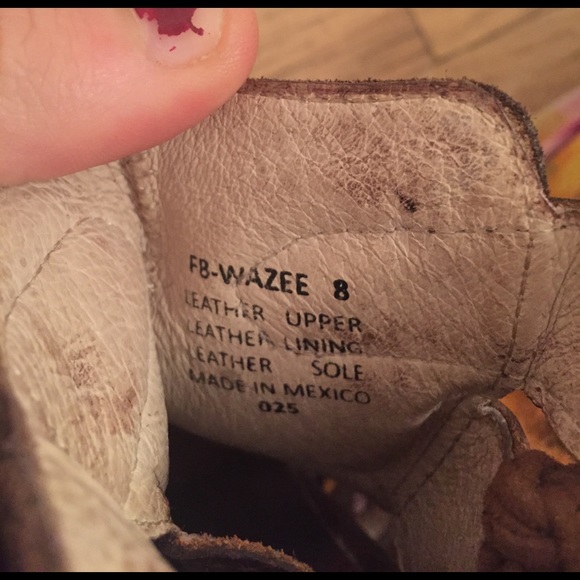 FB-WAZEE 8
LEATHER UPPER
LEATHER LINING
LEATHER SOLE
MADE IN MEXICO
025